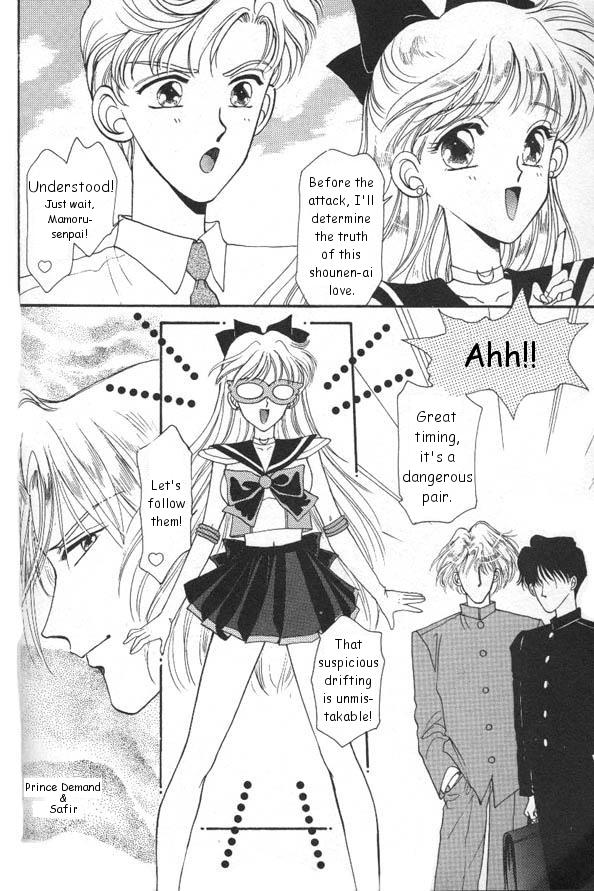 Before the
attack, I'll
determine
the truth
of this
shounen-ai
love.
Understood!
Just wait,
Mamoru-
senpai!
Ahh!!
Great
timing,
it's a
dangerous
pair.
Let's
follow
them!
That
suspicious
drifting
is unmis-
takable!
Prince Demand
&
Safir